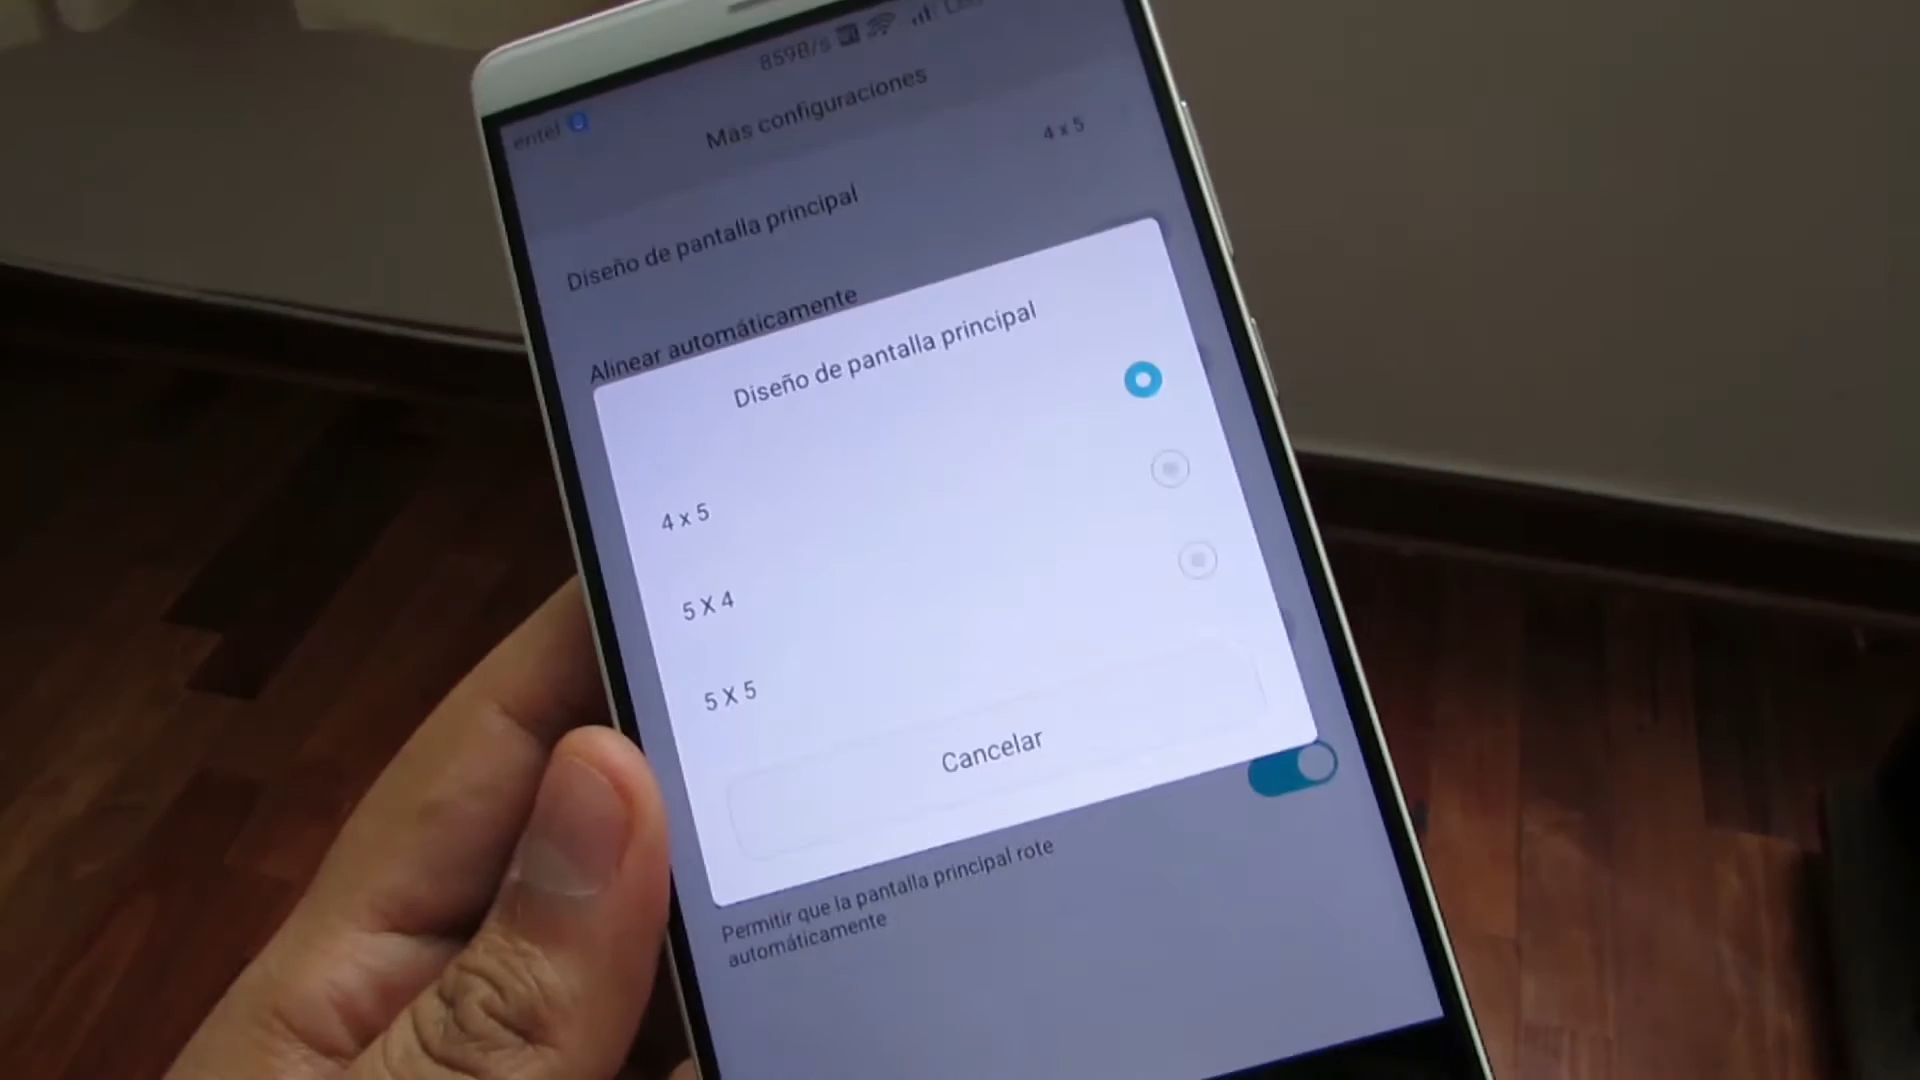 859B/s
entel
Más configuraciones
Diseño de pantalla principal
4 x 5
Alinear automáticamente
Diseño de pantalla principal
4 x 5
5 X 4
5 X 5
Cancelar
Permitir que la pantalla principal rote
automáticamente